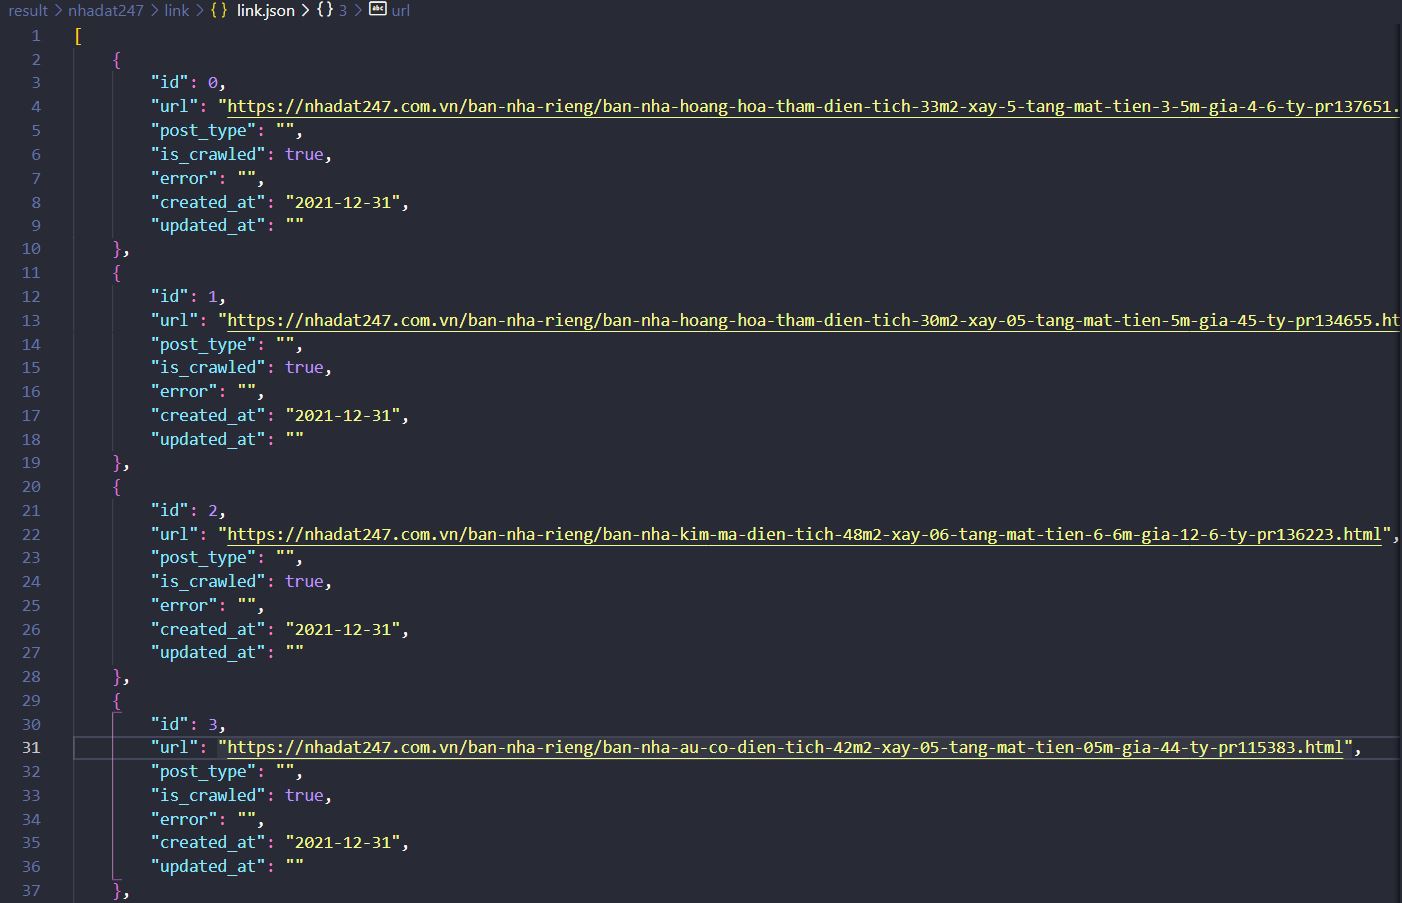 result > nhadat247 > link > {} link.json > {} 3 > abc url
1 [
2 {
3 "id": 0,
4 "url": "https://nhadat247.com.vn/ban-nha-rieng/ban-nha-hoang-hoa-tham-dien-tich-33m2-xay-5-tang-mat-tien-3-5m-gia-4-6-ty-pr137651.
5 "post_type": "",
6 "is_crawled": true,
7 "error": "",
8 "created_at": "2021-12-31",
9 "updated_at": ""
10 },
11 {
12 "id": 1,
13 "url": "https://nhadat247.com.vn/ban-nha-rieng/ban-nha-hoang-hoa-tham-dien-tich-30m2-xay-05-tang-mat-tien-5m-gia-45-ty-pr134655.ht
14 "post_type": "",
15 "is_crawled": true,
16 "error": "",
17 "created_at": "2021-12-31",
18 "updated_at": ""
19 },
20 {
21 "id": 2,
22 "url": "https://nhadat247.com.vn/ban-nha-rieng/ban-nha-kim-ma-dien-tich-48m2-xay-06-tang-mat-tien-6-6m-gia-12-6-ty-pr136223.html",
23 "post_type": "",
24 "is_crawled": true,
25 "error": "",
26 "created_at": "2021-12-31",
27 "updated_at": ""
28 },
29 {
30 "id": 3,
31 "url": "https://nhadat247.com.vn/ban-nha-rieng/ban-nha-au-co-dien-tich-42m2-xay-05-tang-mat-tien-05m-gia-44-ty-pr115383.html",
32 "post_type": "",
33 "is_crawled": true,
34 "error": "",
35 "created_at": "2021-12-31",
36 "updated_at": ""
37 },